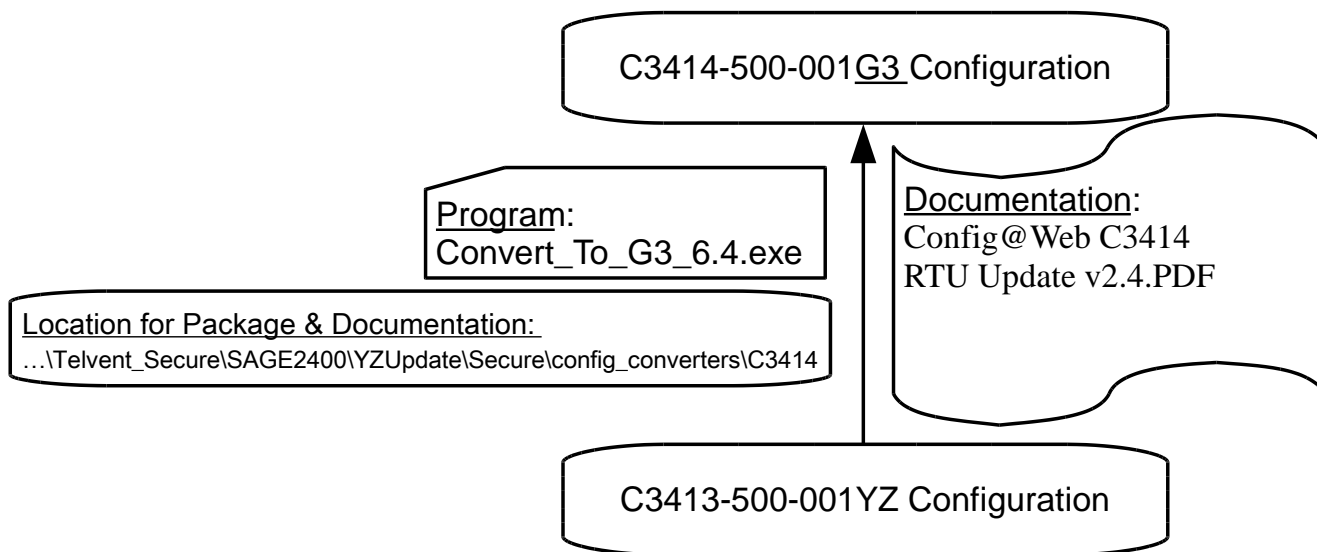 C3414-500-001G3 Configuration
Program:
Convert_To_G3_6.4.exe
Documentation:
Config@Web C3414
RTU Update v2.4.PDF
Location for Package & Documentation:
…\Telvent_Secure\SAGE2400\YZUpdate\Secure\config_converters\C3414
C3413-500-001YZ Configuration